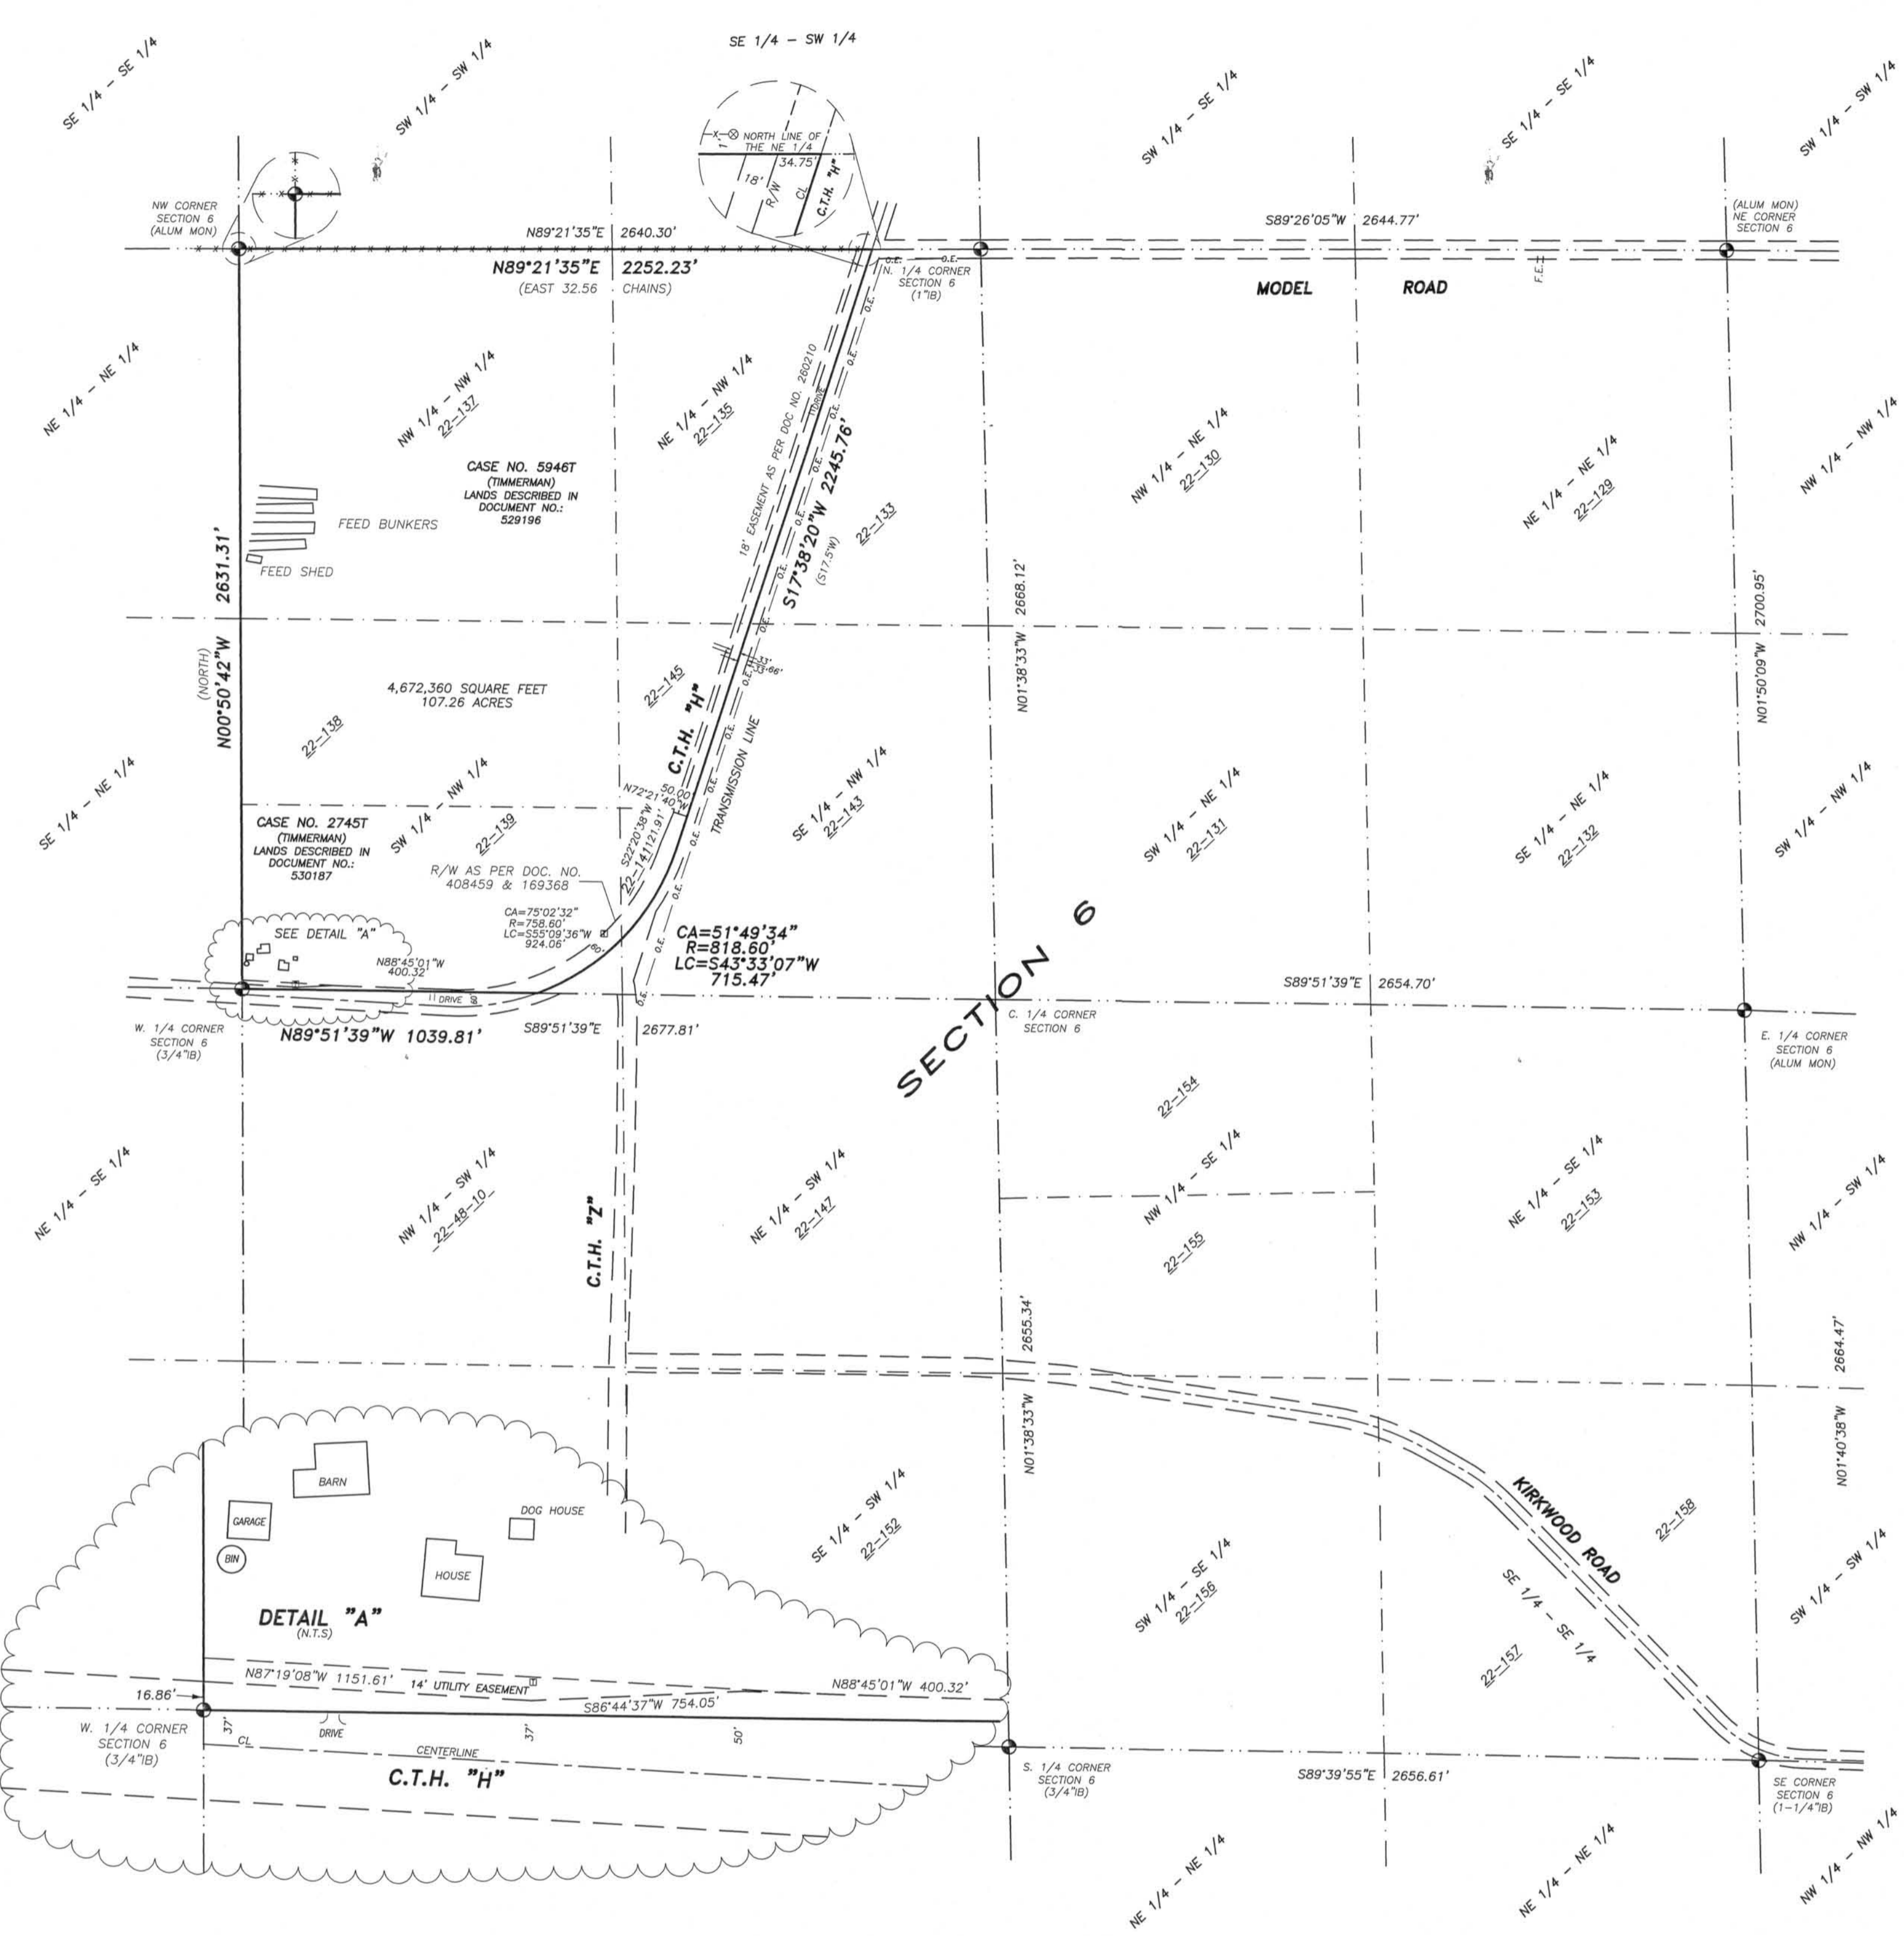 SE 1/4 - SW 1/4
SE 1/4 - SE 1/4
SW 1/4 - SW 1/4
SW 1/4 - SE 1/4
SE 1/4 - SE 1/4
SW 1/4 - SW 1/4
-X- NORTH LINE OF
THE NE 1/4
1'
34.75'
18'
R/W
CL
C.T.H. "H"
NW CORNER
SECTION 6
(ALUM MON)
N89°21'35"E 2640.30'
N89°21'35"E 2252.23'
(EAST 32.56 CHAINS)
O.E. O.E.
N. 1/4 CORNER
SECTION 6
(1"IB)
S89°26'05"W 2644.77'
(ALUM MON)
NE CORNER
SECTION 6
MODEL ROAD
F.E.
NE 1/4 - NE 1/4
NW 1/4 - NW 1/4
22-137
NE 1/4 - NW 1/4
22-135
18' EASEMENT AS PER DOC NO. 260210
DRIVE
S17°38'20"W 2245.76'
(S17.5°W)
22-133
NW 1/4 - NE 1/4
22-130
NE 1/4 - NE 1/4
22-129
NW 1/4 - NW 1/4
CASE NO. 5946T
(TIMMERMAN)
LANDS DESCRIBED IN
DOCUMENT NO.:
529196
FEED BUNKERS
FEED SHED
N00°50'42"W 2631.31'
(NORTH)
N01°38'33"W 2668.12'
N01°50'09"W 2700.95'
33'
33.66'
4,672,360 SQUARE FEET
107.26 ACRES
22-138
22-145
C.T.H. "H"
TRANSMISSION LINE
50.00'
N72°21'40"W
S22°20'38"W
1121.91'
22-141
SE 1/4 - NE 1/4
SW 1/4 - NW 1/4
22-139
SE 1/4 - NW 1/4
22-143
SW 1/4 - NE 1/4
22-131
SE 1/4 - NE 1/4
22-132
SW 1/4 - NW 1/4
CASE NO. 2745T
(TIMMERMAN)
LANDS DESCRIBED IN
DOCUMENT NO.:
530187
R/W AS PER DOC. NO.
408459 & 169368
CA=75°02'32"
R=758.60'
LC=S55°09'36"W
924.06'
60'
CA=51°49'34"
R=818.60'
LC=S43°33'07"W
715.47'
SEE DETAIL "A"
N88°45'01"W
400.32'
DRIVE
60'
O.E.
SECTION 6
W. 1/4 CORNER
SECTION 6
(3/4"IB)
N89°51'39"W 1039.81'
S89°51'39"E 2677.81'
C. 1/4 CORNER
SECTION 6
S89°51'39"E 2654.70'
E. 1/4 CORNER
SECTION 6
(ALUM MON)
NE 1/4 - SE 1/4
NW 1/4 - SW 1/4
22-48-10
C.T.H. "Z"
NE 1/4 - SW 1/4
22-147
22-154
NW 1/4 - SE 1/4
22-155
NE 1/4 - SE 1/4
22-153
NW 1/4 - SW 1/4
N01°38'33"W 2655.34'
N01°40'38"W 2664.47'
KIRKWOOD ROAD
SE 1/4 - SW 1/4
22-152
SW 1/4 - SE 1/4
22-156
SE 1/4 - SE 1/4
22-157
22-158
SW 1/4 - SW 1/4
BARN
GARAGE
BIN
DOG HOUSE
HOUSE
DETAIL "A"
(N.T.S)
N87°19'08"W 1151.61'
14' UTILITY EASEMENT
N88°45'01"W 400.32'
16.86'
S86°44'37"W 754.05'
W. 1/4 CORNER
SECTION 6
(3/4"IB)
37'
DRIVE
37'
50'
CL
CENTERLINE
C.T.H. "H"
S. 1/4 CORNER
SECTION 6
(3/4"IB)
S89°39'55"E 2656.61'
SE CORNER
SECTION 6
(1-1/4"IB)
NE 1/4 - NE 1/4
NE 1/4 - NE 1/4
NW 1/4 - NW 1/4